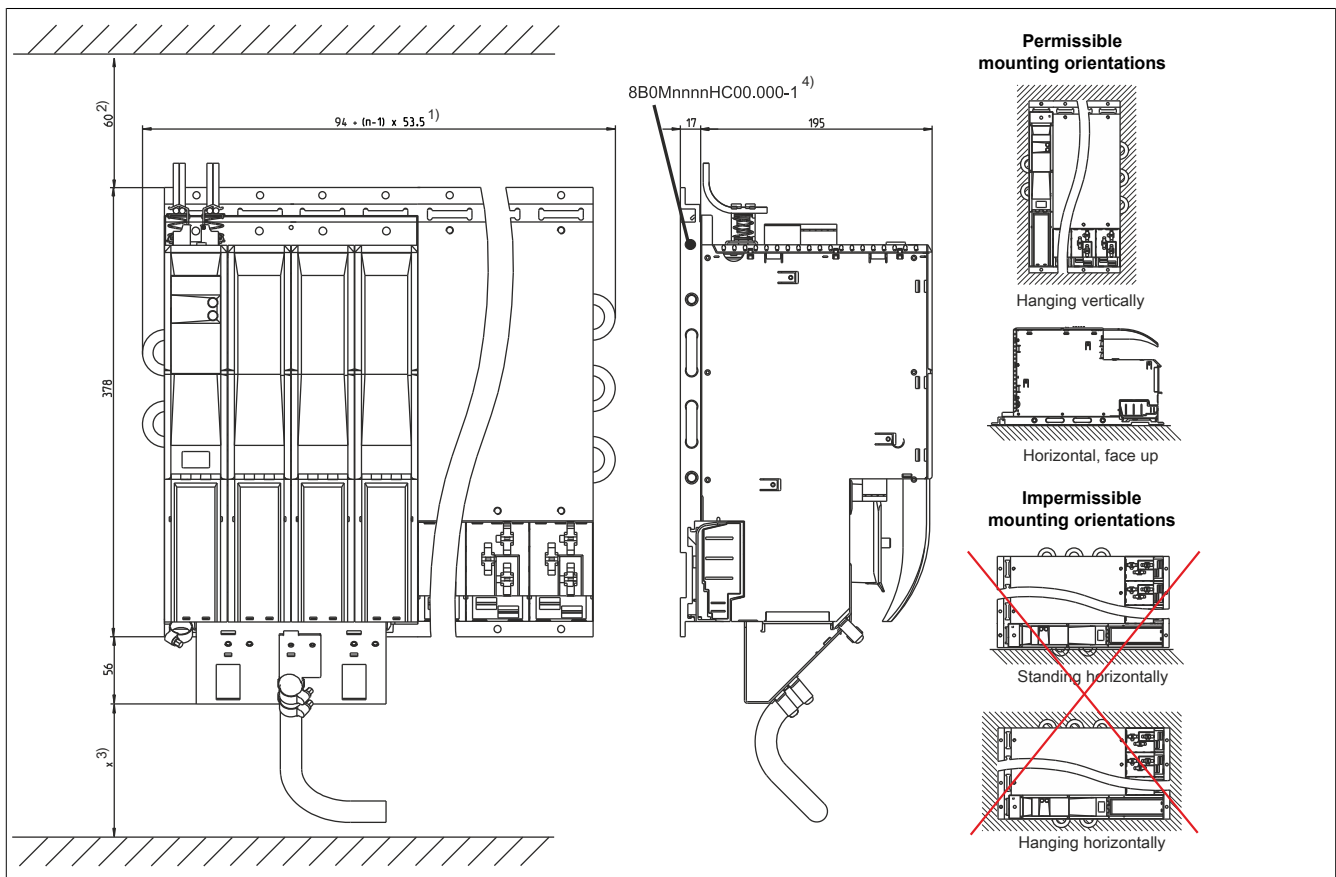 60 2)
94 + (n-1) x 53.5 1)
378
56
x 3)
8B0MnnnnHC00.000-1 4)
17
195
Permissible
mounting orientations
Hanging vertically
Horizontal, face up
Impermissible
mounting orientations
Standing horizontally
Hanging horizontally